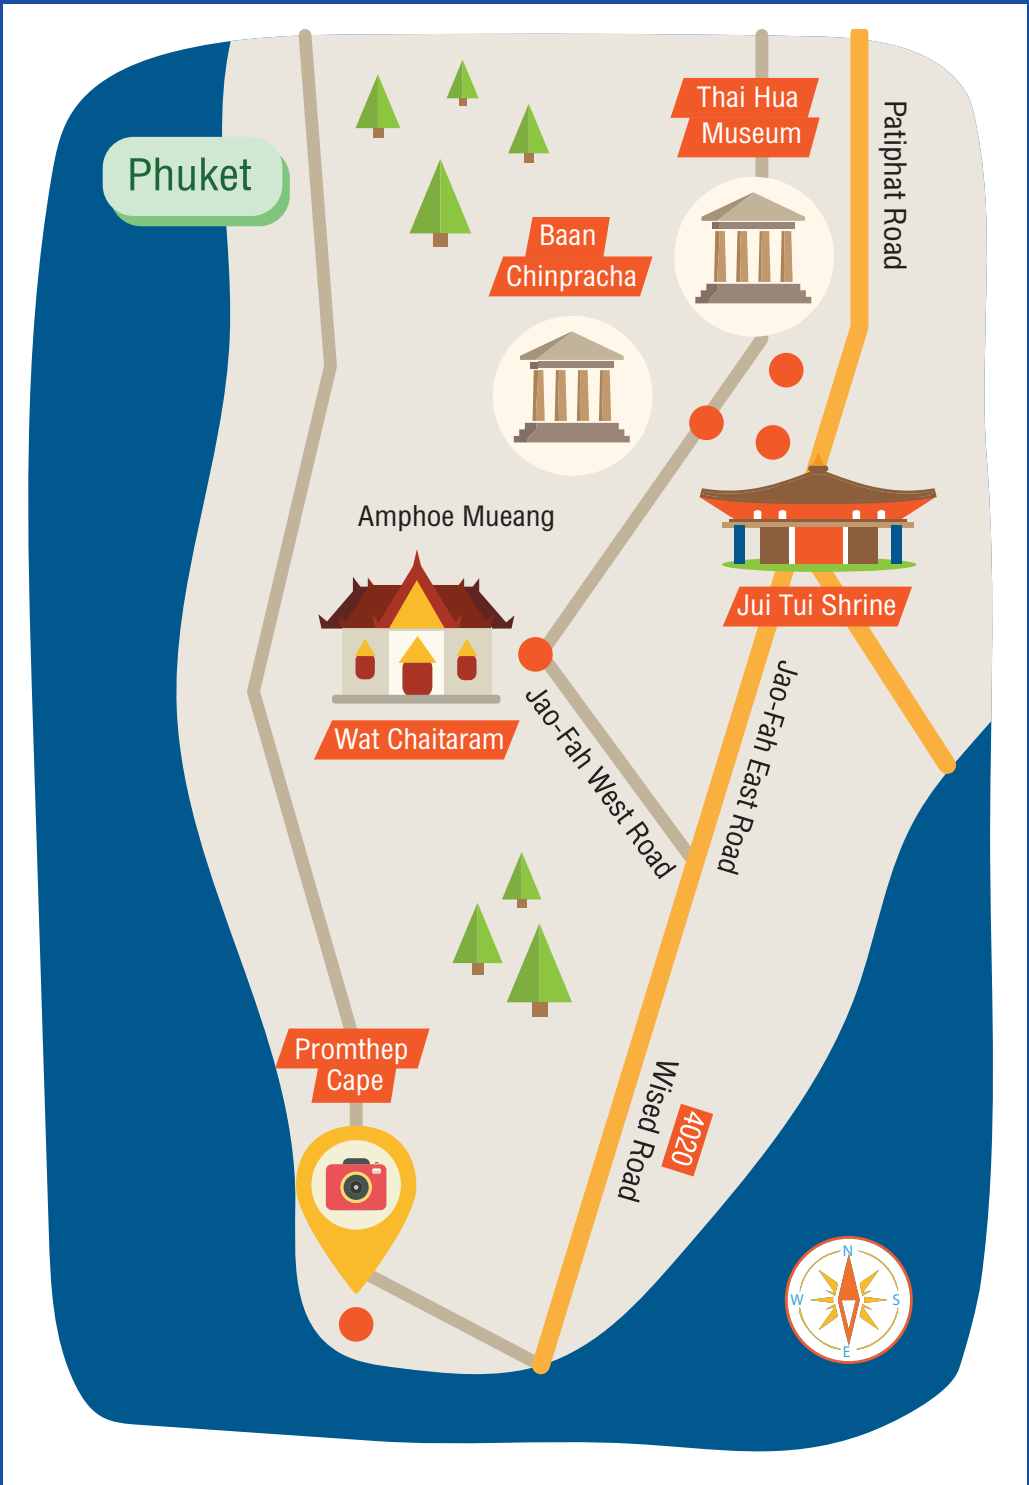 Phuket
Thai Hua
Museum
Patiphat Road
Baan
Chinpracha
Amphoe Mueang
Jui Tui Shrine
Wat Chaitaram
Jao-Fah West Road
Jao-Fah East Road
Promthep
Cape
Wised Road
4020
N
W
S
E